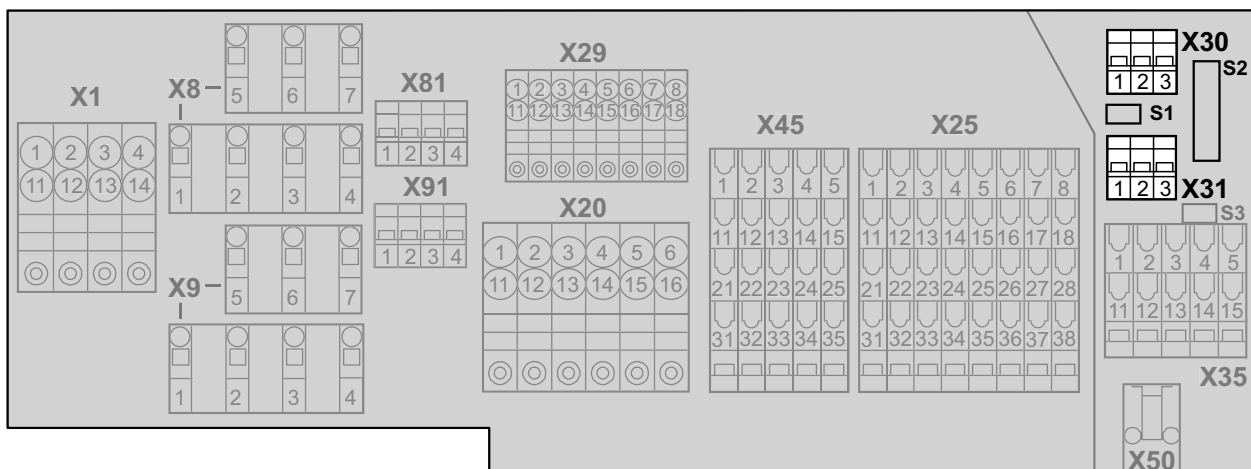 X1
1 2 3 4
11 12 13 14
X8
5 6 7
1 2 3 4
X9
5 6 7
1 2 3 4
X81
1 2 3 4
X91
1 2 3 4
X29
1 2 3 4 5 6 7 8
11 12 13 14 15 16 17 18
X20
1 2 3 4 5 6
11 12 13 14 15 16
X45
1 2 3 4 5
11 12 13 14 15
21 22 23 24 25
31 32 33 34 35
X25
1 2 3 4 5 6 7 8
11 12 13 14 15 16 17 18
21 22 23 24 25 26 27 28
31 32 33 34 35 36 37 38
X30
1 2 3
S2
S1
1 2 3
X31
S3
1 2 3 4 5
11 12 13 14 15
X35
X50